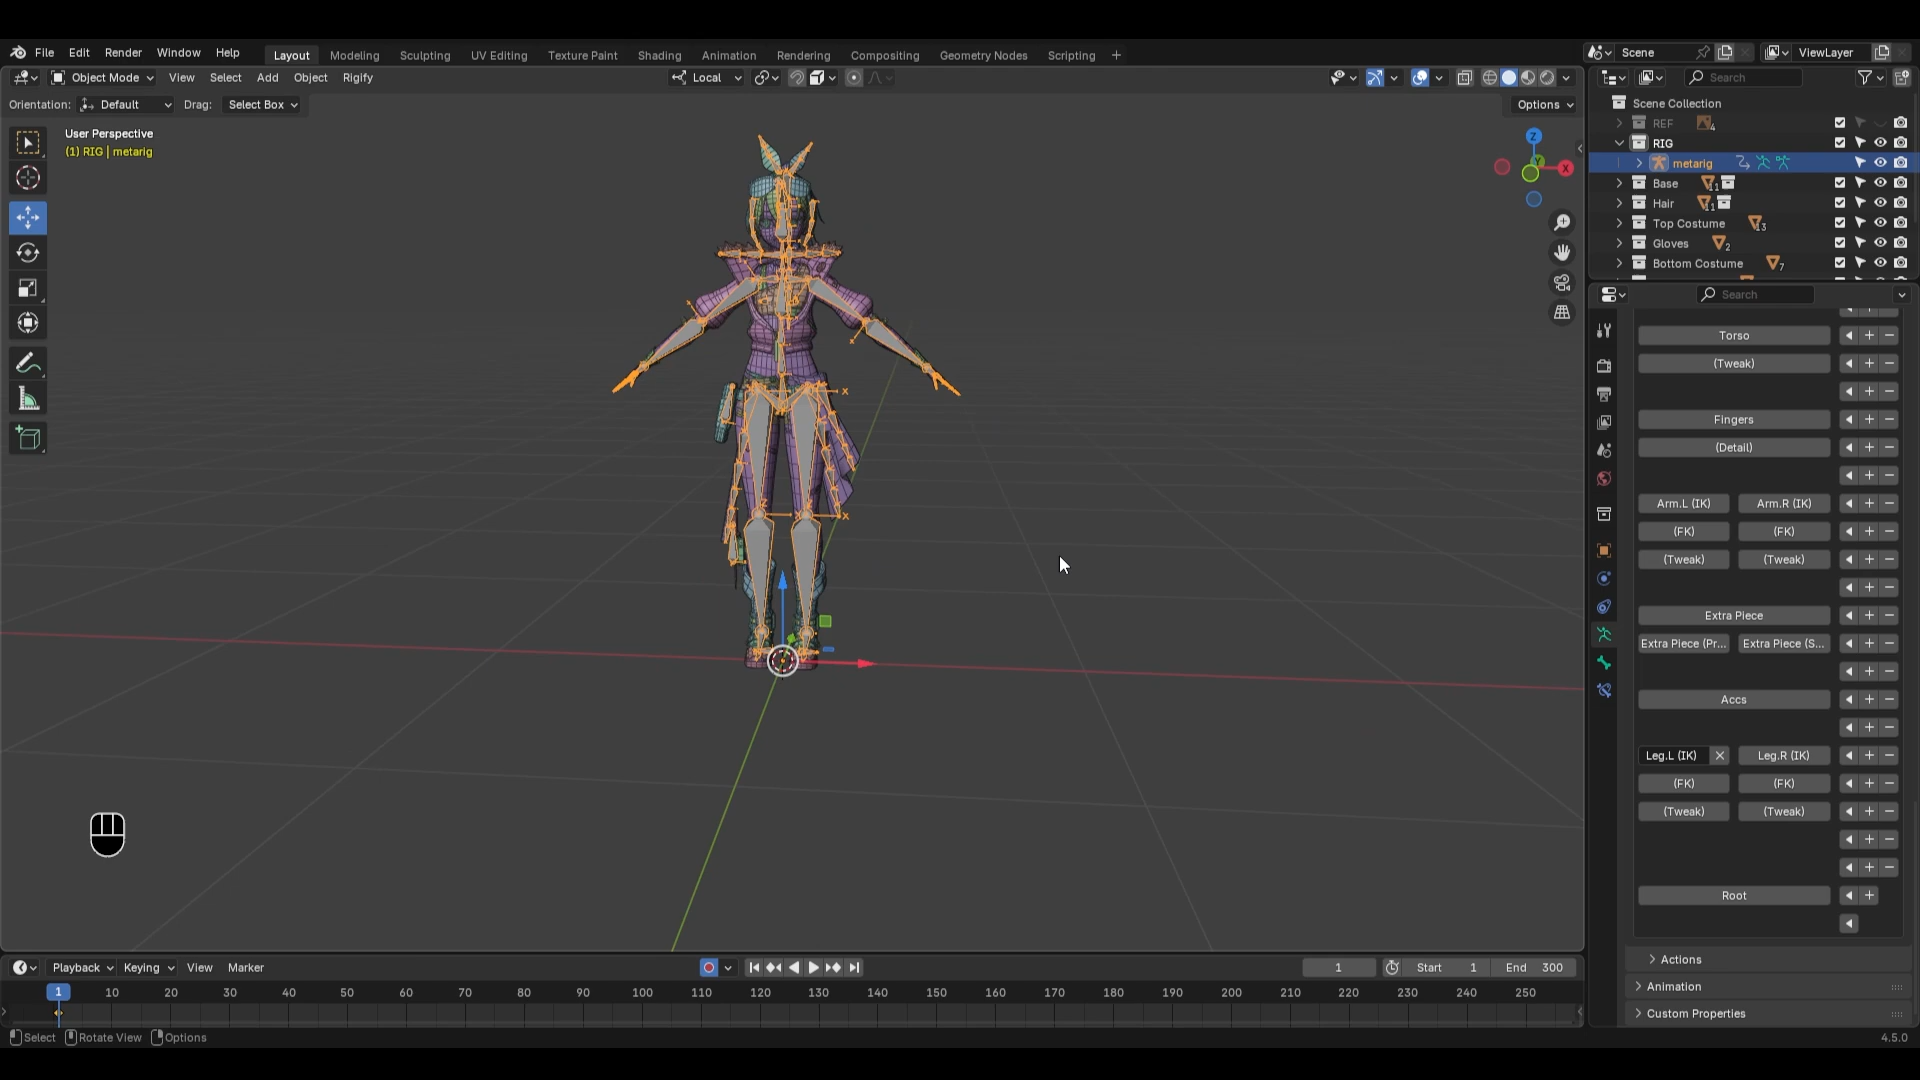 File Edit Render Window Help Layout Modeling Sculpting UV Editing Texture Paint Shading Animation Rendering Compositing Geometry Nodes Scripting + Scene ViewLayer
Object Mode View Select Add Object Rigify Local Search
Orientation: Default Drag: Select Box Options
User Perspective
(1) RIG | metarig
Z
X
Y
Scene Collection
REF 4
RIG
metarig
Base 11
Hair 11
Top Costume 13
Gloves 2
Bottom Costume 7
Search
Torso
(Tweak)
Fingers
(Detail)
Arm.L (IK) Arm.R (IK)
(FK) (FK)
(Tweak) (Tweak)
Extra Piece
Extra Piece (Pr... Extra Piece (S...
Accs
Leg.L (IK) Leg.R (IK)
(FK) (FK)
(Tweak) (Tweak)
Root
Actions
Animation
Custom Properties
Playback Keying View Marker 1 Start 1 End 300
1 10 20 30 40 50 60 70 80 90 100 110 120 130 140 150 160 170 180 190 200 210 220 230 240 250
Select Rotate View Options 4.5.0